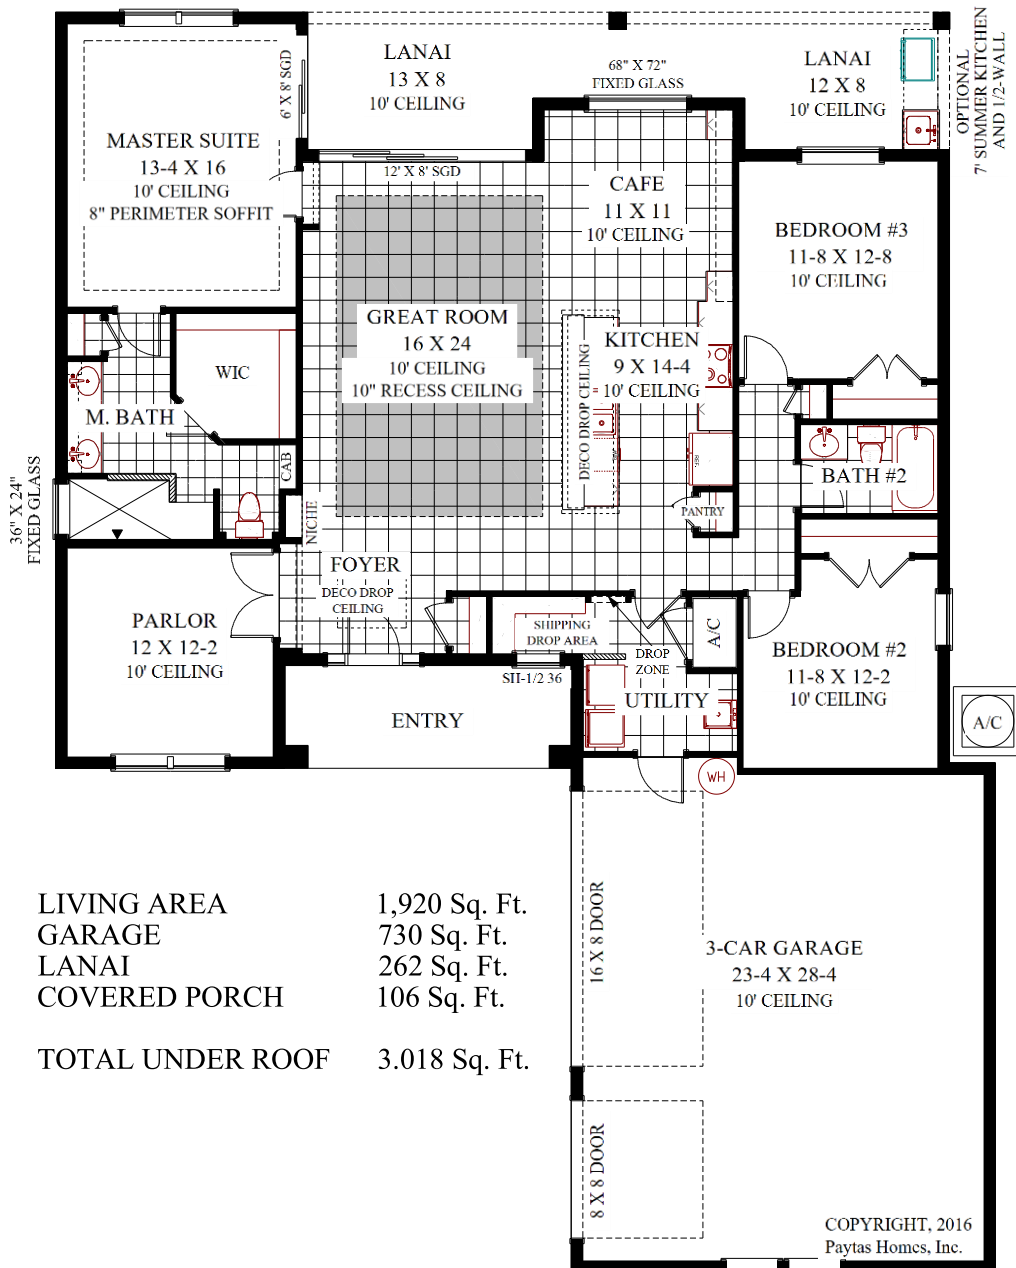 LANAI
13 X 8
10' CEILING
68" X 72"
FIXED GLASS
LANAI
12 X 8
10' CEILING
OPTIONAL
7' SUMMER KITCHEN
AND 1/2-WALL
6' X 8' SGD
MASTER SUITE
13-4 X 16
10' CEILING
8" PERIMETER SOFFIT
12' X 8' SGD
CAFE
11 X 11
10' CEILING
BEDROOM #3
11-8 X 12-8
10' CEILING
GREAT ROOM
16 X 24
10' CEILING
10" RECESS CEILING
DECO DROP CEILING
KITCHEN
9 X 14-4
10' CEILING
WIC
M. BATH
CAB
REF.
BATH #2
36" X 24"
FIXED GLASS
NICHE
PANTRY
FOYER
DECO DROP
CEILING
PARLOR
12 X 12-2
10' CEILING
SHIPPING
DROP AREA
A/C
DROP
ZONE
BEDROOM #2
11-8 X 12-2
10' CEILING
SH-1/2 36
UTILITY
ENTRY
A/C
WH
LIVING AREA 1,920 Sq. Ft.
GARAGE 730 Sq. Ft.
LANAI 262 Sq. Ft.
COVERED PORCH 106 Sq. Ft.
TOTAL UNDER ROOF 3.018 Sq. Ft.
16 X 8 DOOR
3-CAR GARAGE
23-4 X 28-4
10' CEILING
8 X 8 DOOR
COPYRIGHT, 2016
Paytas Homes, Inc.